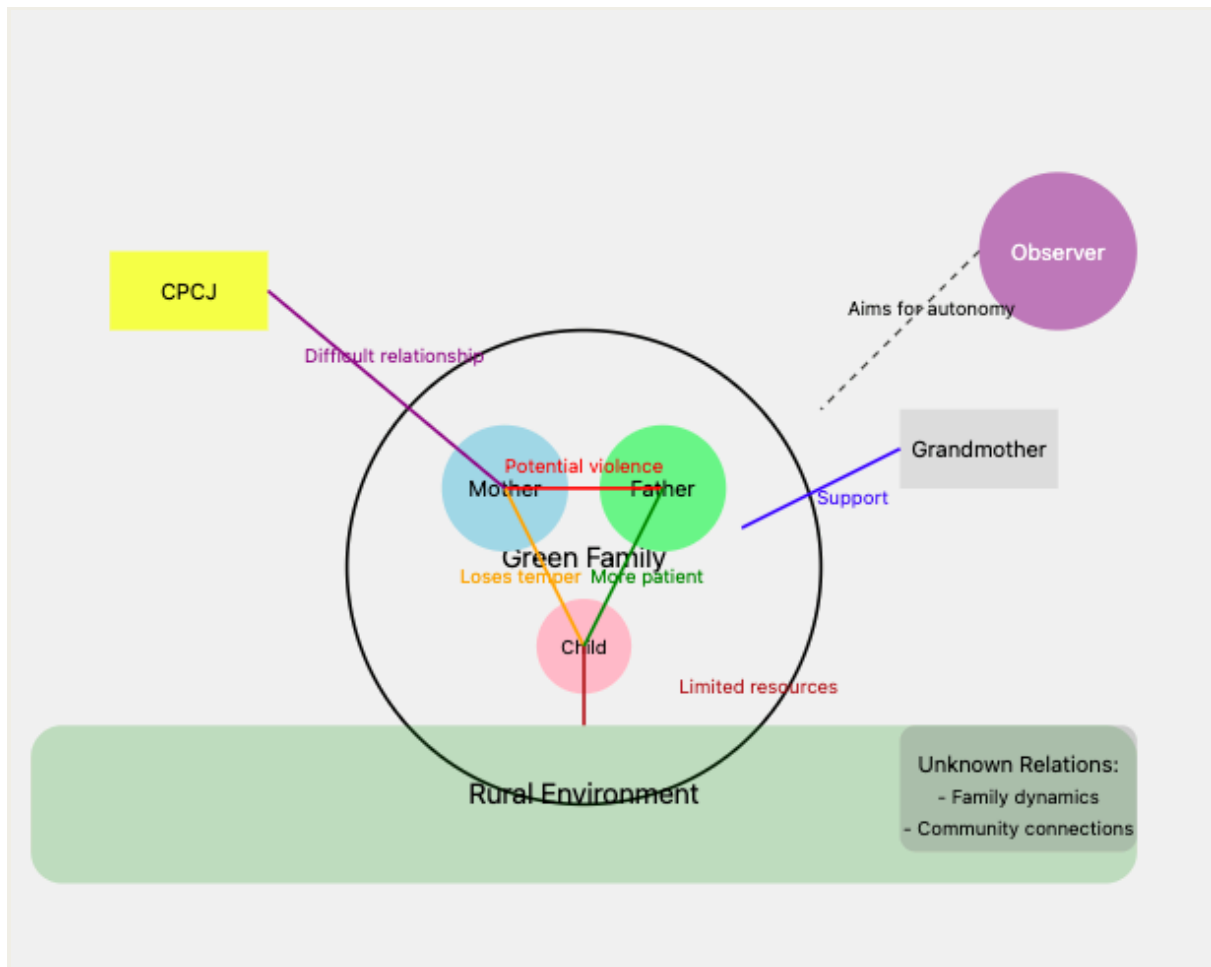 Observer
CPCJ
Aims for autonomy
Difficult relationship
Grandmother
Potential violence
Mother
Father
Support
Green Family
Loses temper
More patient
Child
Limited resources
Unknown Relations:
Rural Environment
- Family dynamics
- Community connections